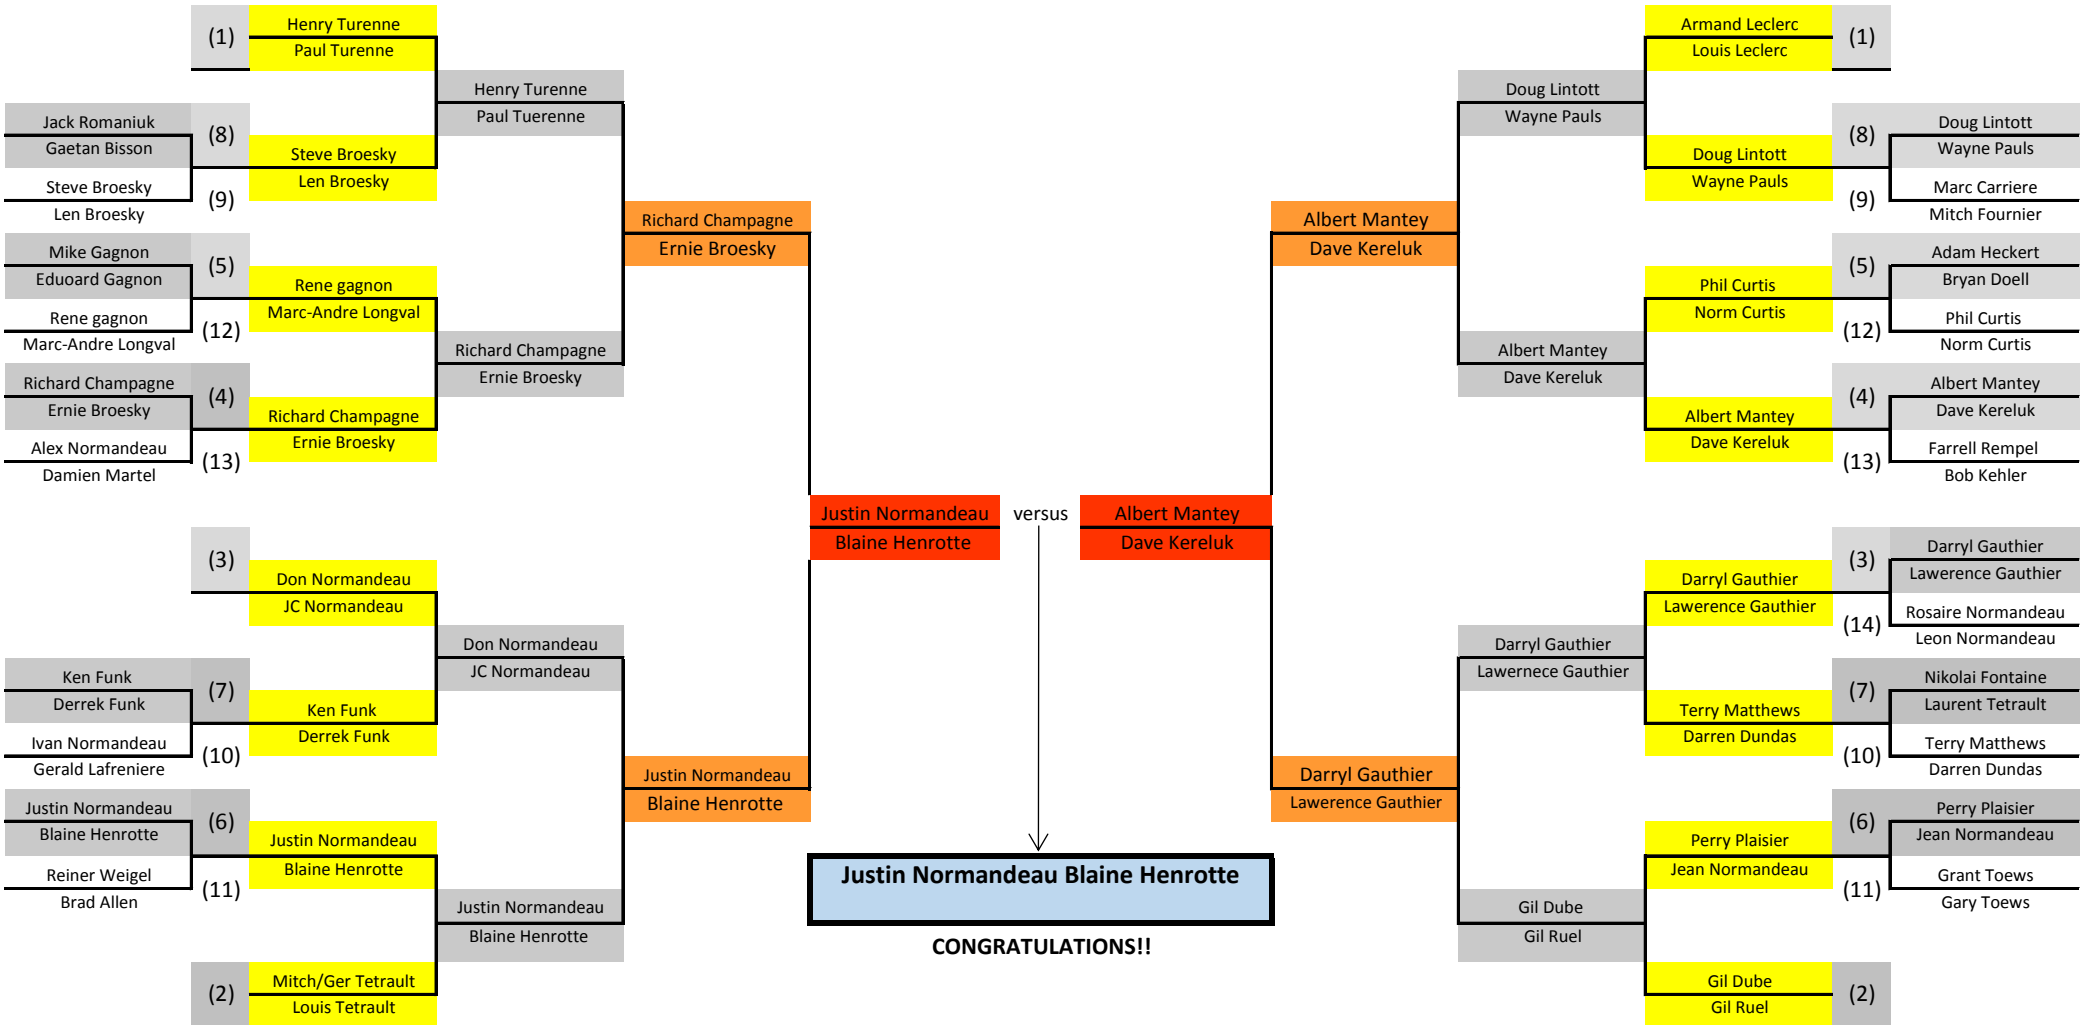 (1)
Henry Turenne
Paul Turenne
Henry Turenne
Paul Tuerenne
Jack Romaniuk
Gaetan Bisson
(8)
Steve Broesky
Len Broesky
(9)
Steve Broesky
Len Broesky
Richard Champagne
Ernie Broesky
Mike Gagnon
Eduoard Gagnon
(5)
Rene gagnon
Marc-Andre Longval
(12)
Rene gagnon
Marc-Andre Longval
Richard Champagne
Ernie Broesky
Richard Champagne
Ernie Broesky
(4)
Alex Normandeau
Damien Martel
(13)
Richard Champagne
Ernie Broesky
Justin Normandeau
Blaine Henrotte
versus
Albert Mantey
Dave Kereluk
(3)
Don Normandeau
JC Normandeau
Don Normandeau
JC Normandeau
Ken Funk
Derrek Funk
(7)
Ivan Normandeau
Gerald Lafreniere
(10)
Ken Funk
Derrek Funk
Justin Normandeau
Blaine Henrotte
Justin Normandeau
Blaine Henrotte
(6)
Reiner Weigel
Brad Allen
(11)
Justin Normandeau
Blaine Henrotte
Justin Normandeau
Blaine Henrotte
(2)
Mitch/Ger Tetrault
Louis Tetrault
Justin Normandeau Blaine Henrotte
CONGRATULATIONS!!
Armand Leclerc
Louis Leclerc
(1)
Doug Lintott
Wayne Pauls
Doug Lintott
Wayne Pauls
(8)
Doug Lintott
Wayne Pauls
(9)
Marc Carriere
Mitch Fournier
Albert Mantey
Dave Kereluk
Phil Curtis
Norm Curtis
(5)
Adam Heckert
Bryan Doell
(12)
Phil Curtis
Norm Curtis
Albert Mantey
Dave Kereluk
Albert Mantey
Dave Kereluk
(4)
Albert Mantey
Dave Kereluk
(13)
Farrell Rempel
Bob Kehler
Darryl Gauthier
Lawerence Gauthier
(3)
Darryl Gauthier
Lawerence Gauthier
(14)
Rosaire Normandeau
Leon Normandeau
Darryl Gauthier
Lawernece Gauthier
Terry Matthews
Darren Dundas
(7)
Nikolai Fontaine
Laurent Tetrault
(10)
Terry Matthews
Darren Dundas
Darryl Gauthier
Lawerence Gauthier
Perry Plaisier
Jean Normandeau
(6)
Perry Plaisier
Jean Normandeau
(11)
Grant Toews
Gary Toews
Gil Dube
Gil Ruel
Gil Dube
Gil Ruel
(2)